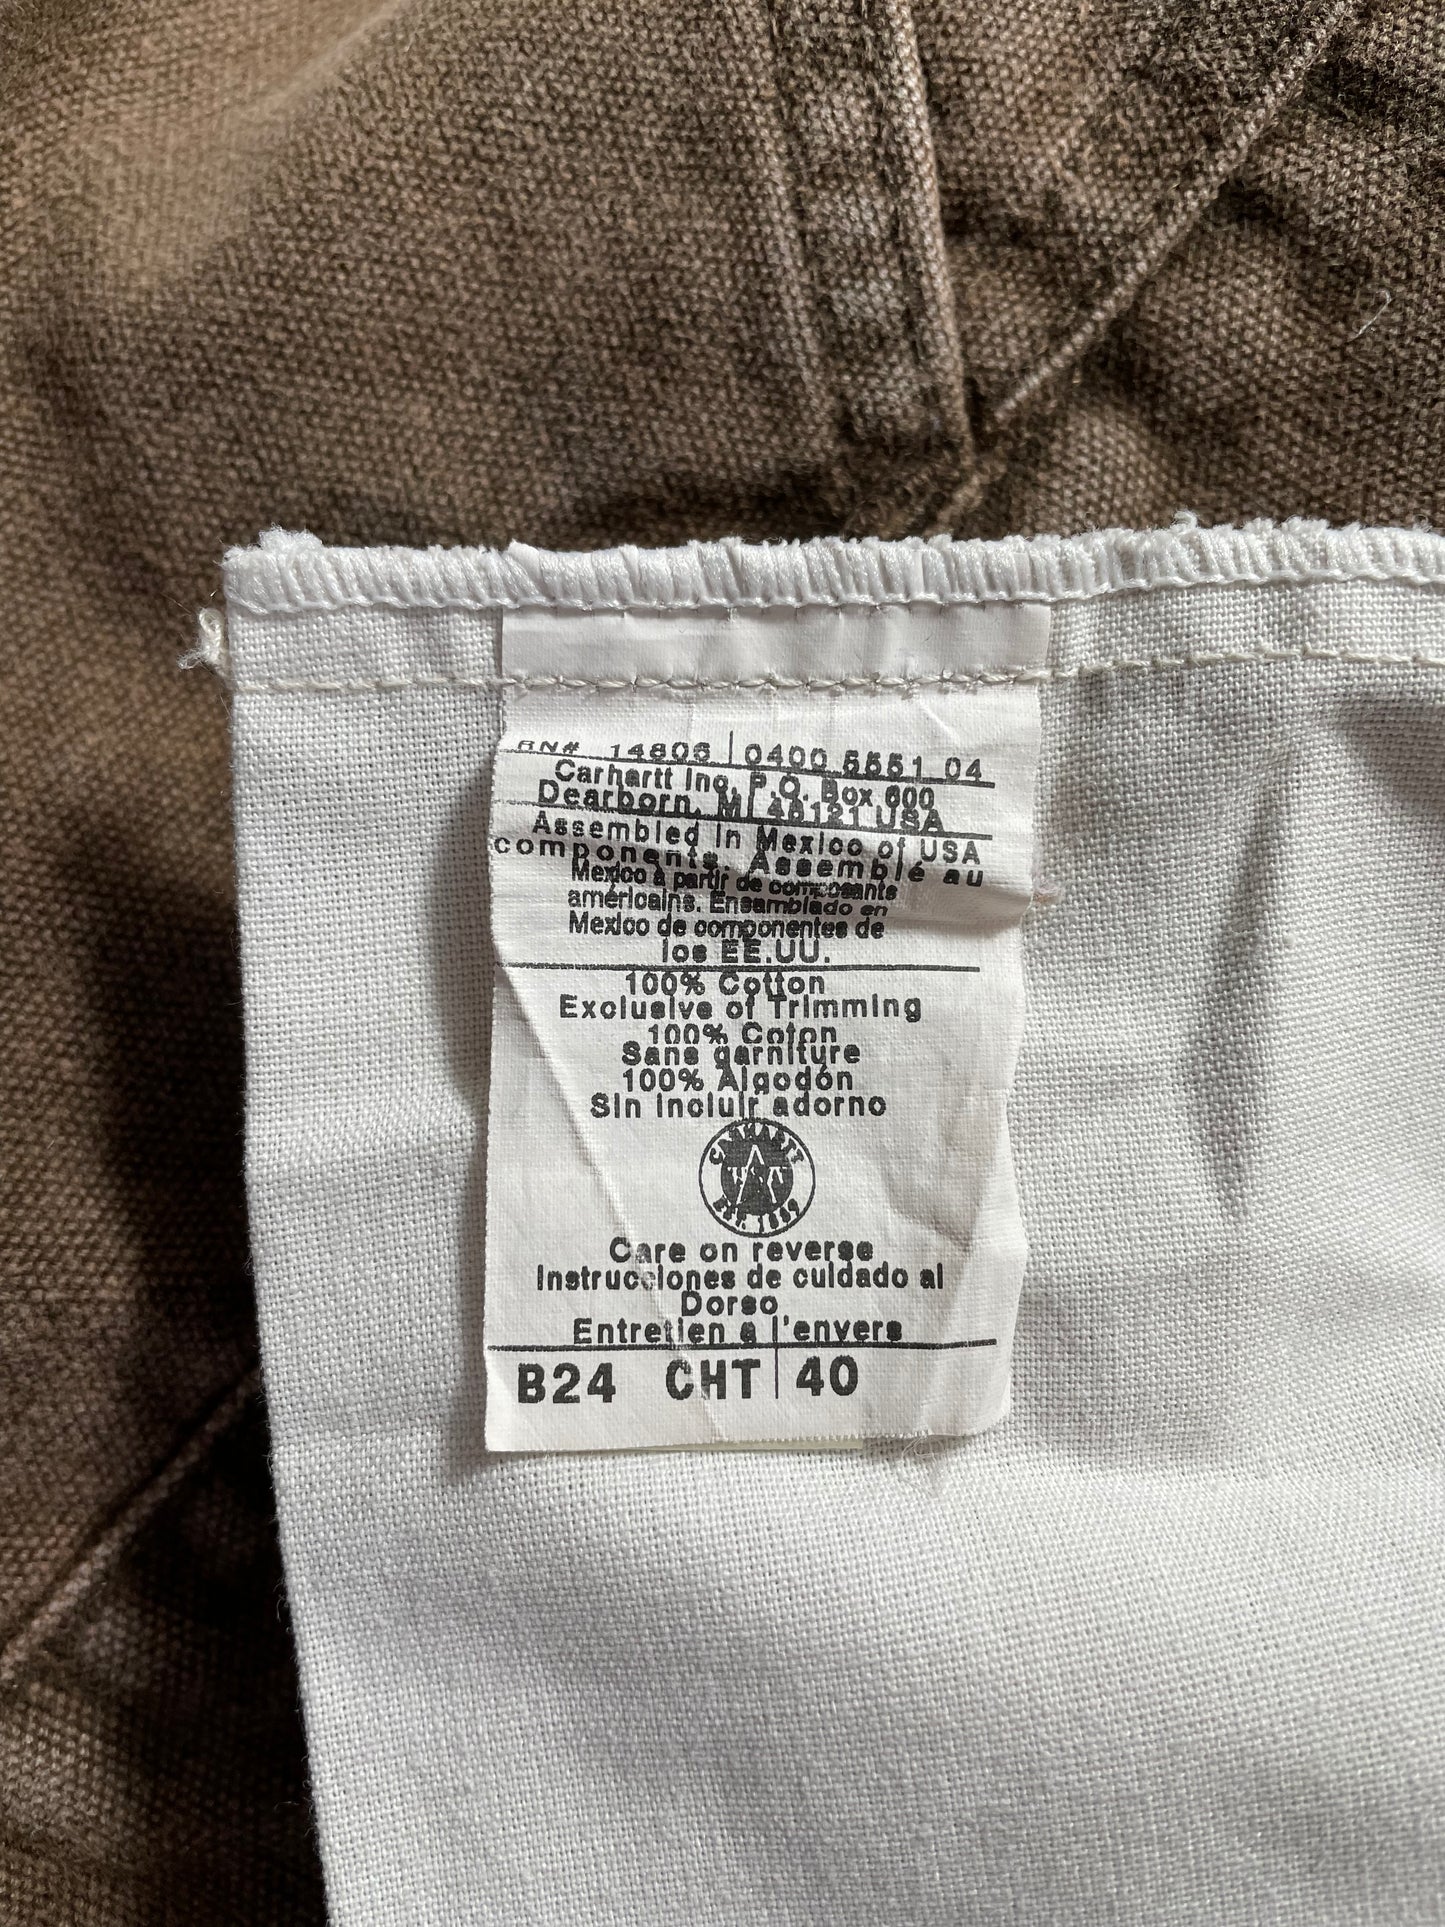 RN# 14806 0400 5551 04
Carhartt Inc. P.O. Box 600
Dearborn, MI 48121 USA
Assembled in Mexico of USA
components. Assemblé au
Mexico à partir de composants
américains. Ensamblado en
Mexico de componentes de
los EE.UU.
100% Cotton
Exclusive of Trimming
100% Coton
Sans garniture
100% Algodón
Sin incluir adorno
CARHARTT
EST. 1889
Care on reverse
Instrucciones de cuidado al
Dorso
Entretien a l'envers
B24 CHT 40